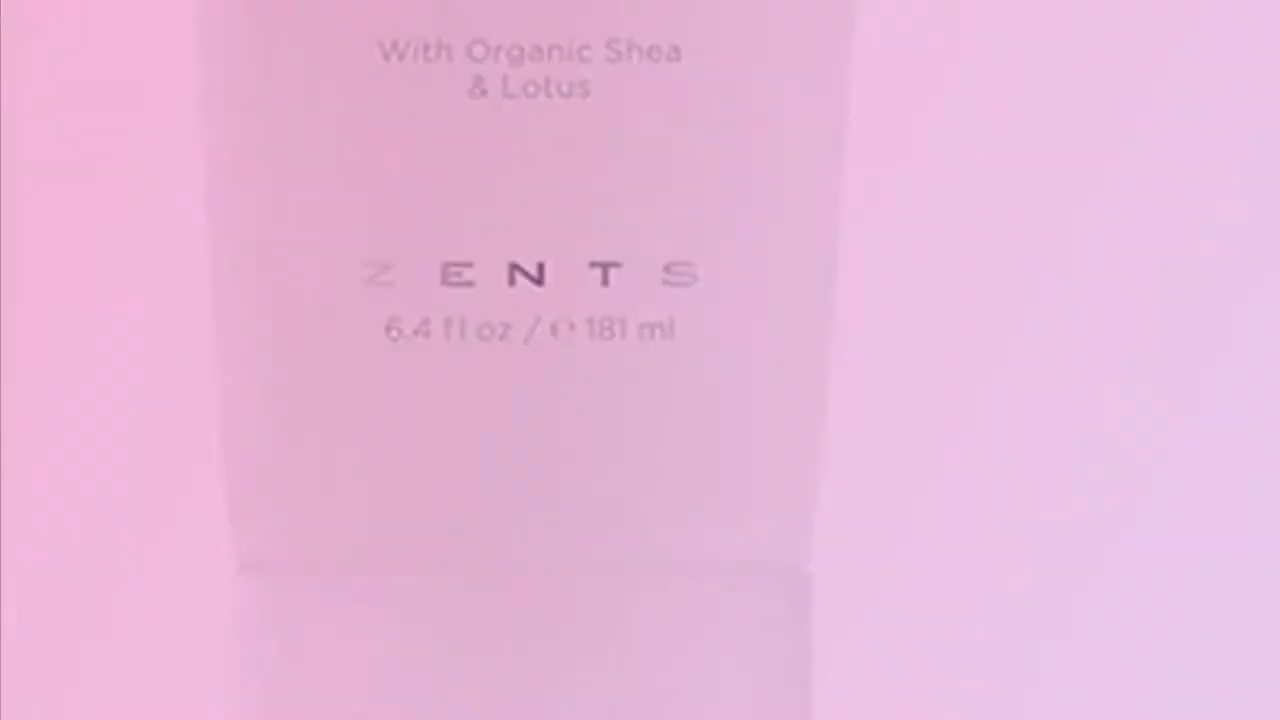 With Organic Shea
& Lotus
ZENTS
6.4 fl oz / ℮ 181 ml